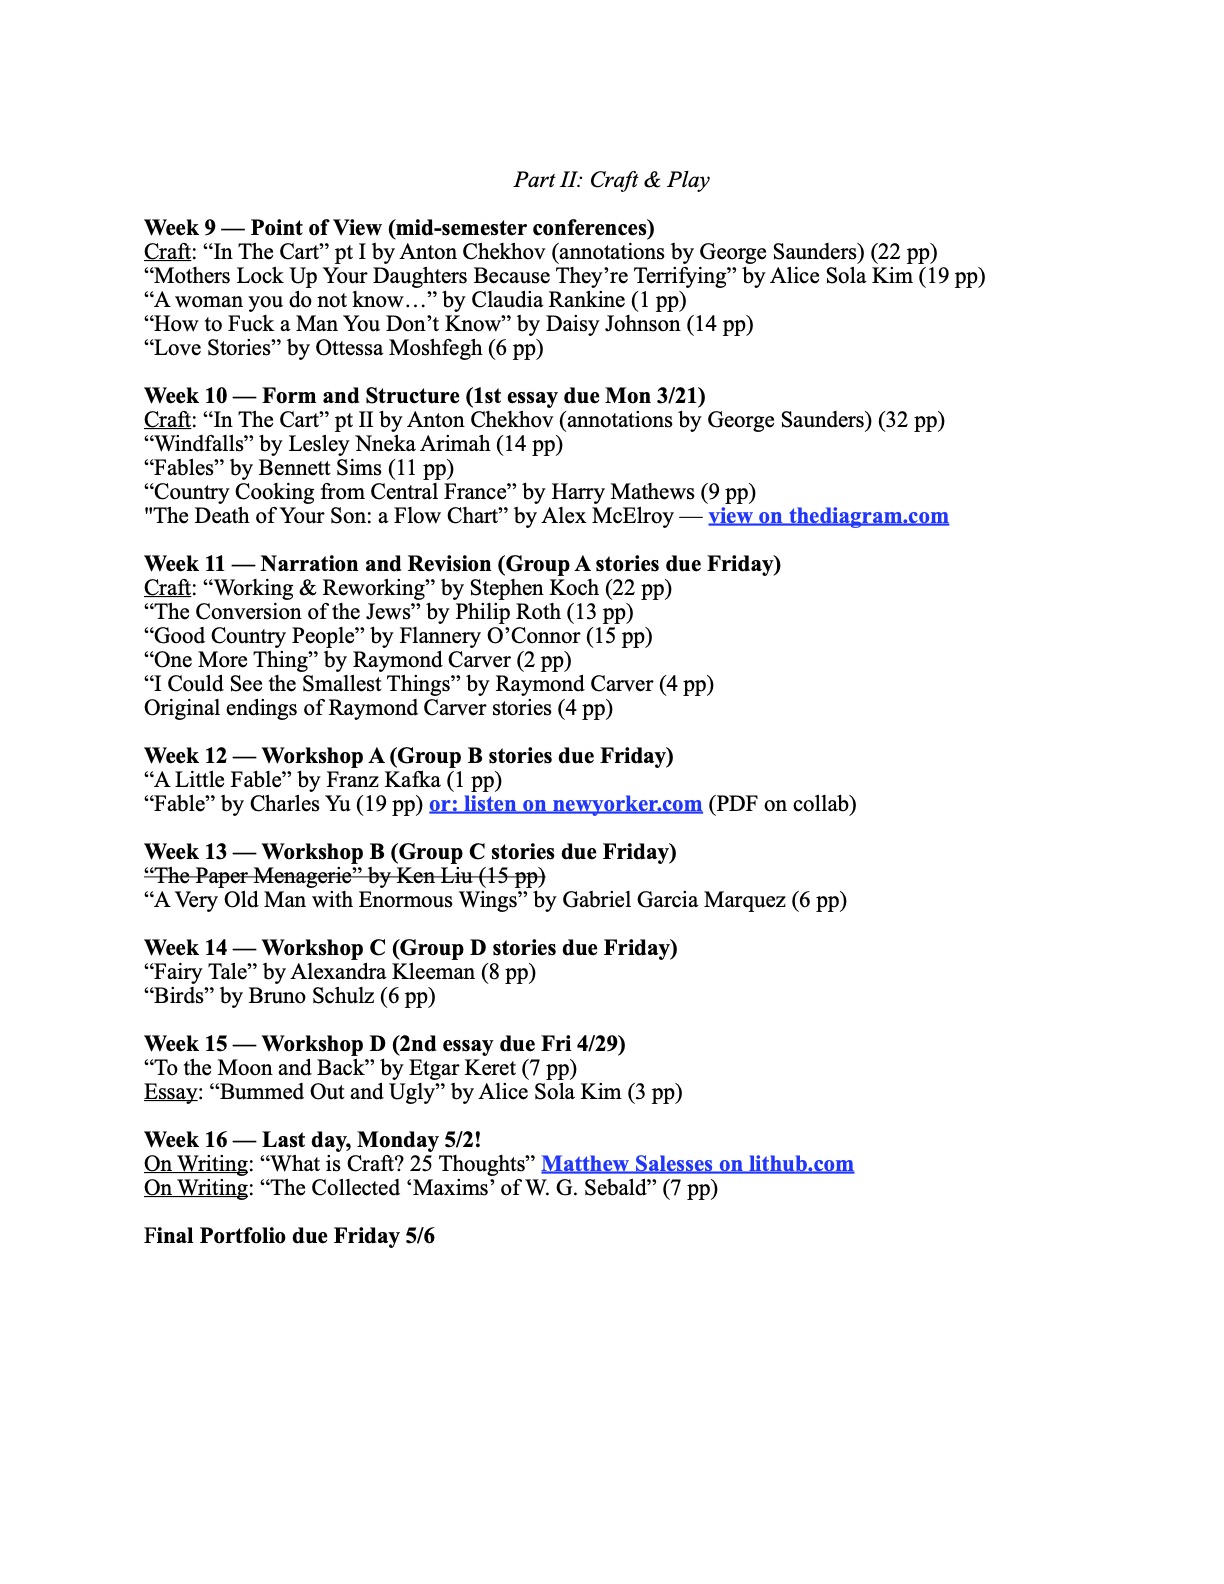 Part II: Craft & Play
Week 9 — Point of View (mid-semester conferences)
Craft: “In The Cart” pt I by Anton Chekhov (annotations by George Saunders) (22 pp)
“Mothers Lock Up Your Daughters Because They’re Terrifying” by Alice Sola Kim (19 pp)
“A woman you do not know…” by Claudia Rankine (1 pp)
“How to Fuck a Man You Don’t Know” by Daisy Johnson (14 pp)
“Love Stories” by Ottessa Moshfegh (6 pp)
Week 10 — Form and Structure (1st essay due Mon 3/21)
Craft: “In The Cart” pt II by Anton Chekhov (annotations by George Saunders) (32 pp)
“Windfalls” by Lesley Nneka Arimah (14 pp)
“Fables” by Bennett Sims (11 pp)
“Country Cooking from Central France” by Harry Mathews (9 pp)
"The Death of Your Son: a Flow Chart” by Alex McElroy — view on thediagram.com
Week 11 — Narration and Revision (Group A stories due Friday)
Craft: “Working & Reworking” by Stephen Koch (22 pp)
“The Conversion of the Jews” by Philip Roth (13 pp)
“Good Country People” by Flannery O’Connor (15 pp)
“One More Thing” by Raymond Carver (2 pp)
“I Could See the Smallest Things” by Raymond Carver (4 pp)
Original endings of Raymond Carver stories (4 pp)
Week 12 — Workshop A (Group B stories due Friday)
“A Little Fable” by Franz Kafka (1 pp)
“Fable” by Charles Yu (19 pp) or: listen on newyorker.com (PDF on collab)
Week 13 — Workshop B (Group C stories due Friday)
“The Paper Menagerie” by Ken Liu (15 pp)
“A Very Old Man with Enormous Wings” by Gabriel Garcia Marquez (6 pp)
Week 14 — Workshop C (Group D stories due Friday)
“Fairy Tale” by Alexandra Kleeman (8 pp)
“Birds” by Bruno Schulz (6 pp)
Week 15 — Workshop D (2nd essay due Fri 4/29)
“To the Moon and Back” by Etgar Keret (7 pp)
Essay: “Bummed Out and Ugly” by Alice Sola Kim (3 pp)
Week 16 — Last day, Monday 5/2!
On Writing: “What is Craft? 25 Thoughts” Matthew Salesses on lithub.com
On Writing: “The Collected ‘Maxims’ of W. G. Sebald” (7 pp)
Final Portfolio due Friday 5/6